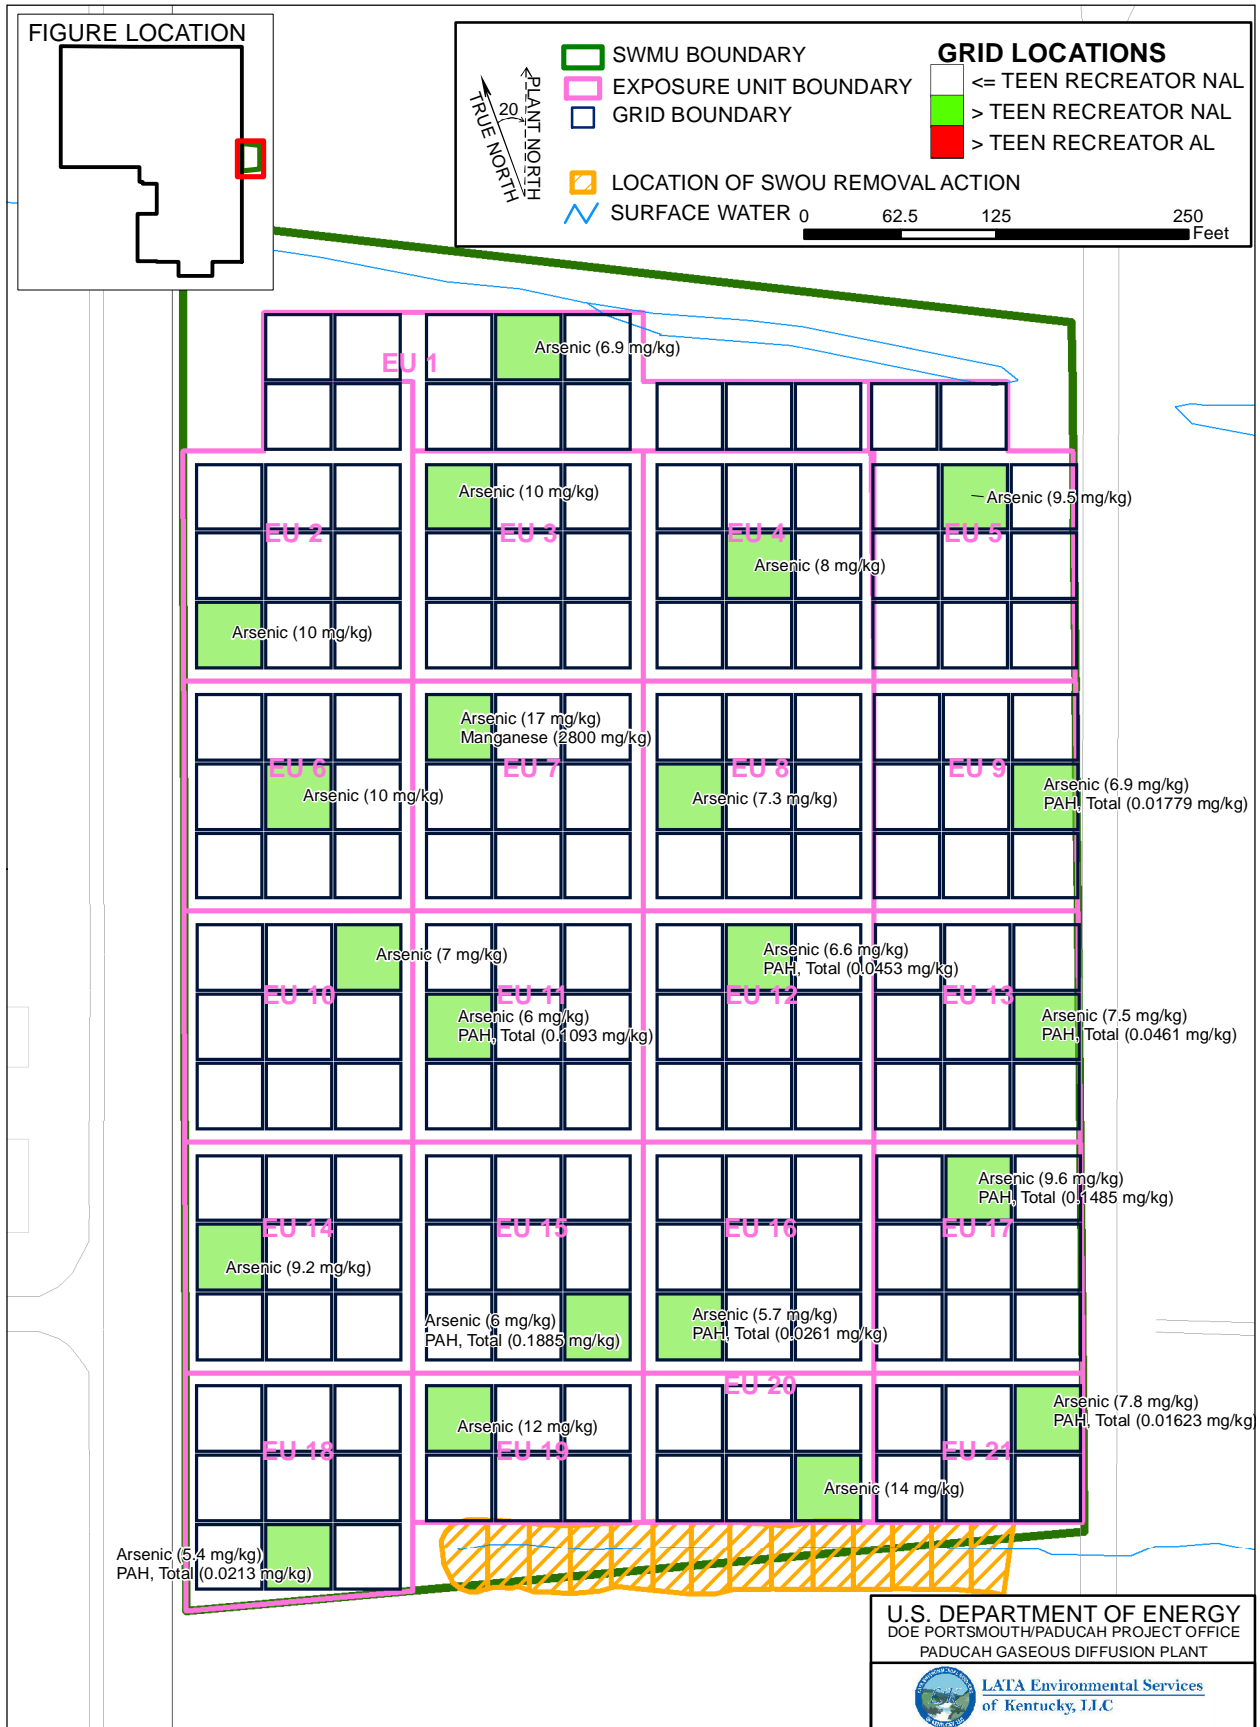 FIGURE LOCATION
TRUE NORTH
20
PLANT NORTH
SWMU BOUNDARY
EXPOSURE UNIT BOUNDARY
GRID BOUNDARY
LOCATION OF SWOU REMOVAL ACTION
SURFACE WATER
GRID LOCATIONS
<= TEEN RECREATOR NAL
> TEEN RECREATOR NAL
> TEEN RECREATOR AL
0 62.5 125 250
Feet
EU 1
Arsenic (6.9 mg/kg)
EU 2
Arsenic (10 mg/kg)
EU 3
Arsenic (10 mg/kg)
EU 4
Arsenic (8 mg/kg)
EU 5
Arsenic (9.5 mg/kg)
EU 6
Arsenic (10 mg/kg)
EU 7
Arsenic (17 mg/kg)
Manganese (2800 mg/kg)
EU 8
Arsenic (7.3 mg/kg)
EU 9
Arsenic (6.9 mg/kg)
PAH, Total (0.01779 mg/kg)
EU 10
Arsenic (7 mg/kg)
EU 11
Arsenic (6 mg/kg)
PAH, Total (0.1093 mg/kg)
EU 12
Arsenic (6.6 mg/kg)
PAH, Total (0.0453 mg/kg)
EU 13
Arsenic (7.5 mg/kg)
PAH, Total (0.0461 mg/kg)
EU 14
Arsenic (9.2 mg/kg)
EU 15
Arsenic (6 mg/kg)
PAH, Total (0.1885 mg/kg)
EU 16
Arsenic (5.7 mg/kg)
PAH, Total (0.0261 mg/kg)
EU 17
Arsenic (9.6 mg/kg)
PAH, Total (0.1485 mg/kg)
EU 18
Arsenic (5.4 mg/kg)
PAH, Total (0.0213 mg/kg)
EU 19
Arsenic (12 mg/kg)
EU 20
Arsenic (14 mg/kg)
EU 21
Arsenic (7.8 mg/kg)
PAH, Total (0.01623 mg/kg)
U.S. DEPARTMENT OF ENERGY
DOE PORTSMOUTH/PADUCAH PROJECT OFFICE
PADUCAH GASEOUS DIFFUSION PLANT
LATA Environmental Services
of Kentucky, LLC